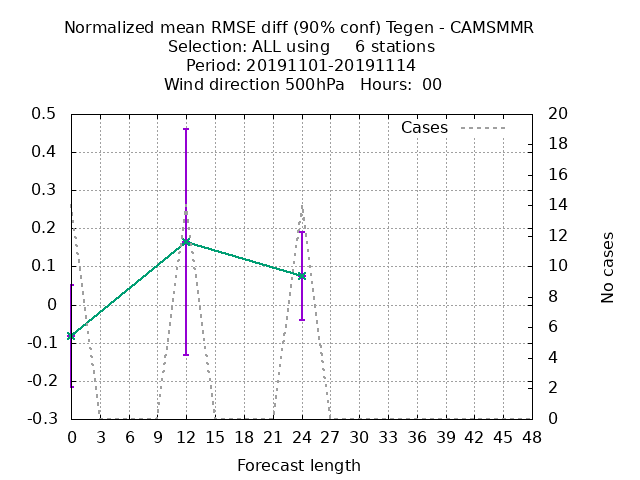 Normalized mean RMSE diff (90% conf) Tegen - CAMSMMR
Selection: ALL using     6 stations
Period: 20191101-20191114
Wind direction 500hPa   Hours:  00
Cases
0.5
0.4
0.3
0.2
0.1
0
-0.1
-0.2
-0.3
20
18
16
14
12
10
8
6
4
2
0
No cases
0 3 6 9 12 15 18 21 24 27 30 33 36 39 42 45 48
Forecast length